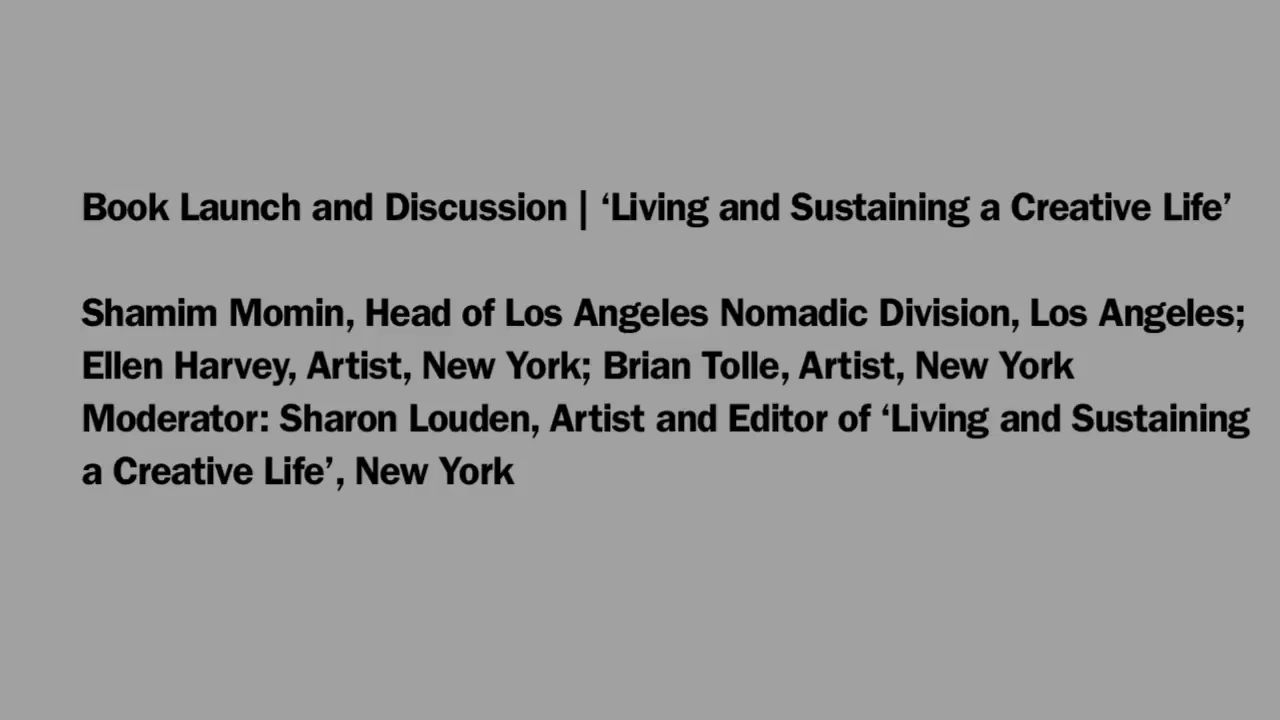 Book Launch and Discussion | ‘Living and Sustaining a Creative Life’
Shamim Momin, Head of Los Angeles Nomadic Division, Los Angeles;
Ellen Harvey, Artist, New York; Brian Tolle, Artist, New York
Moderator: Sharon Louden, Artist and Editor of ‘Living and Sustaining
a Creative Life’, New York